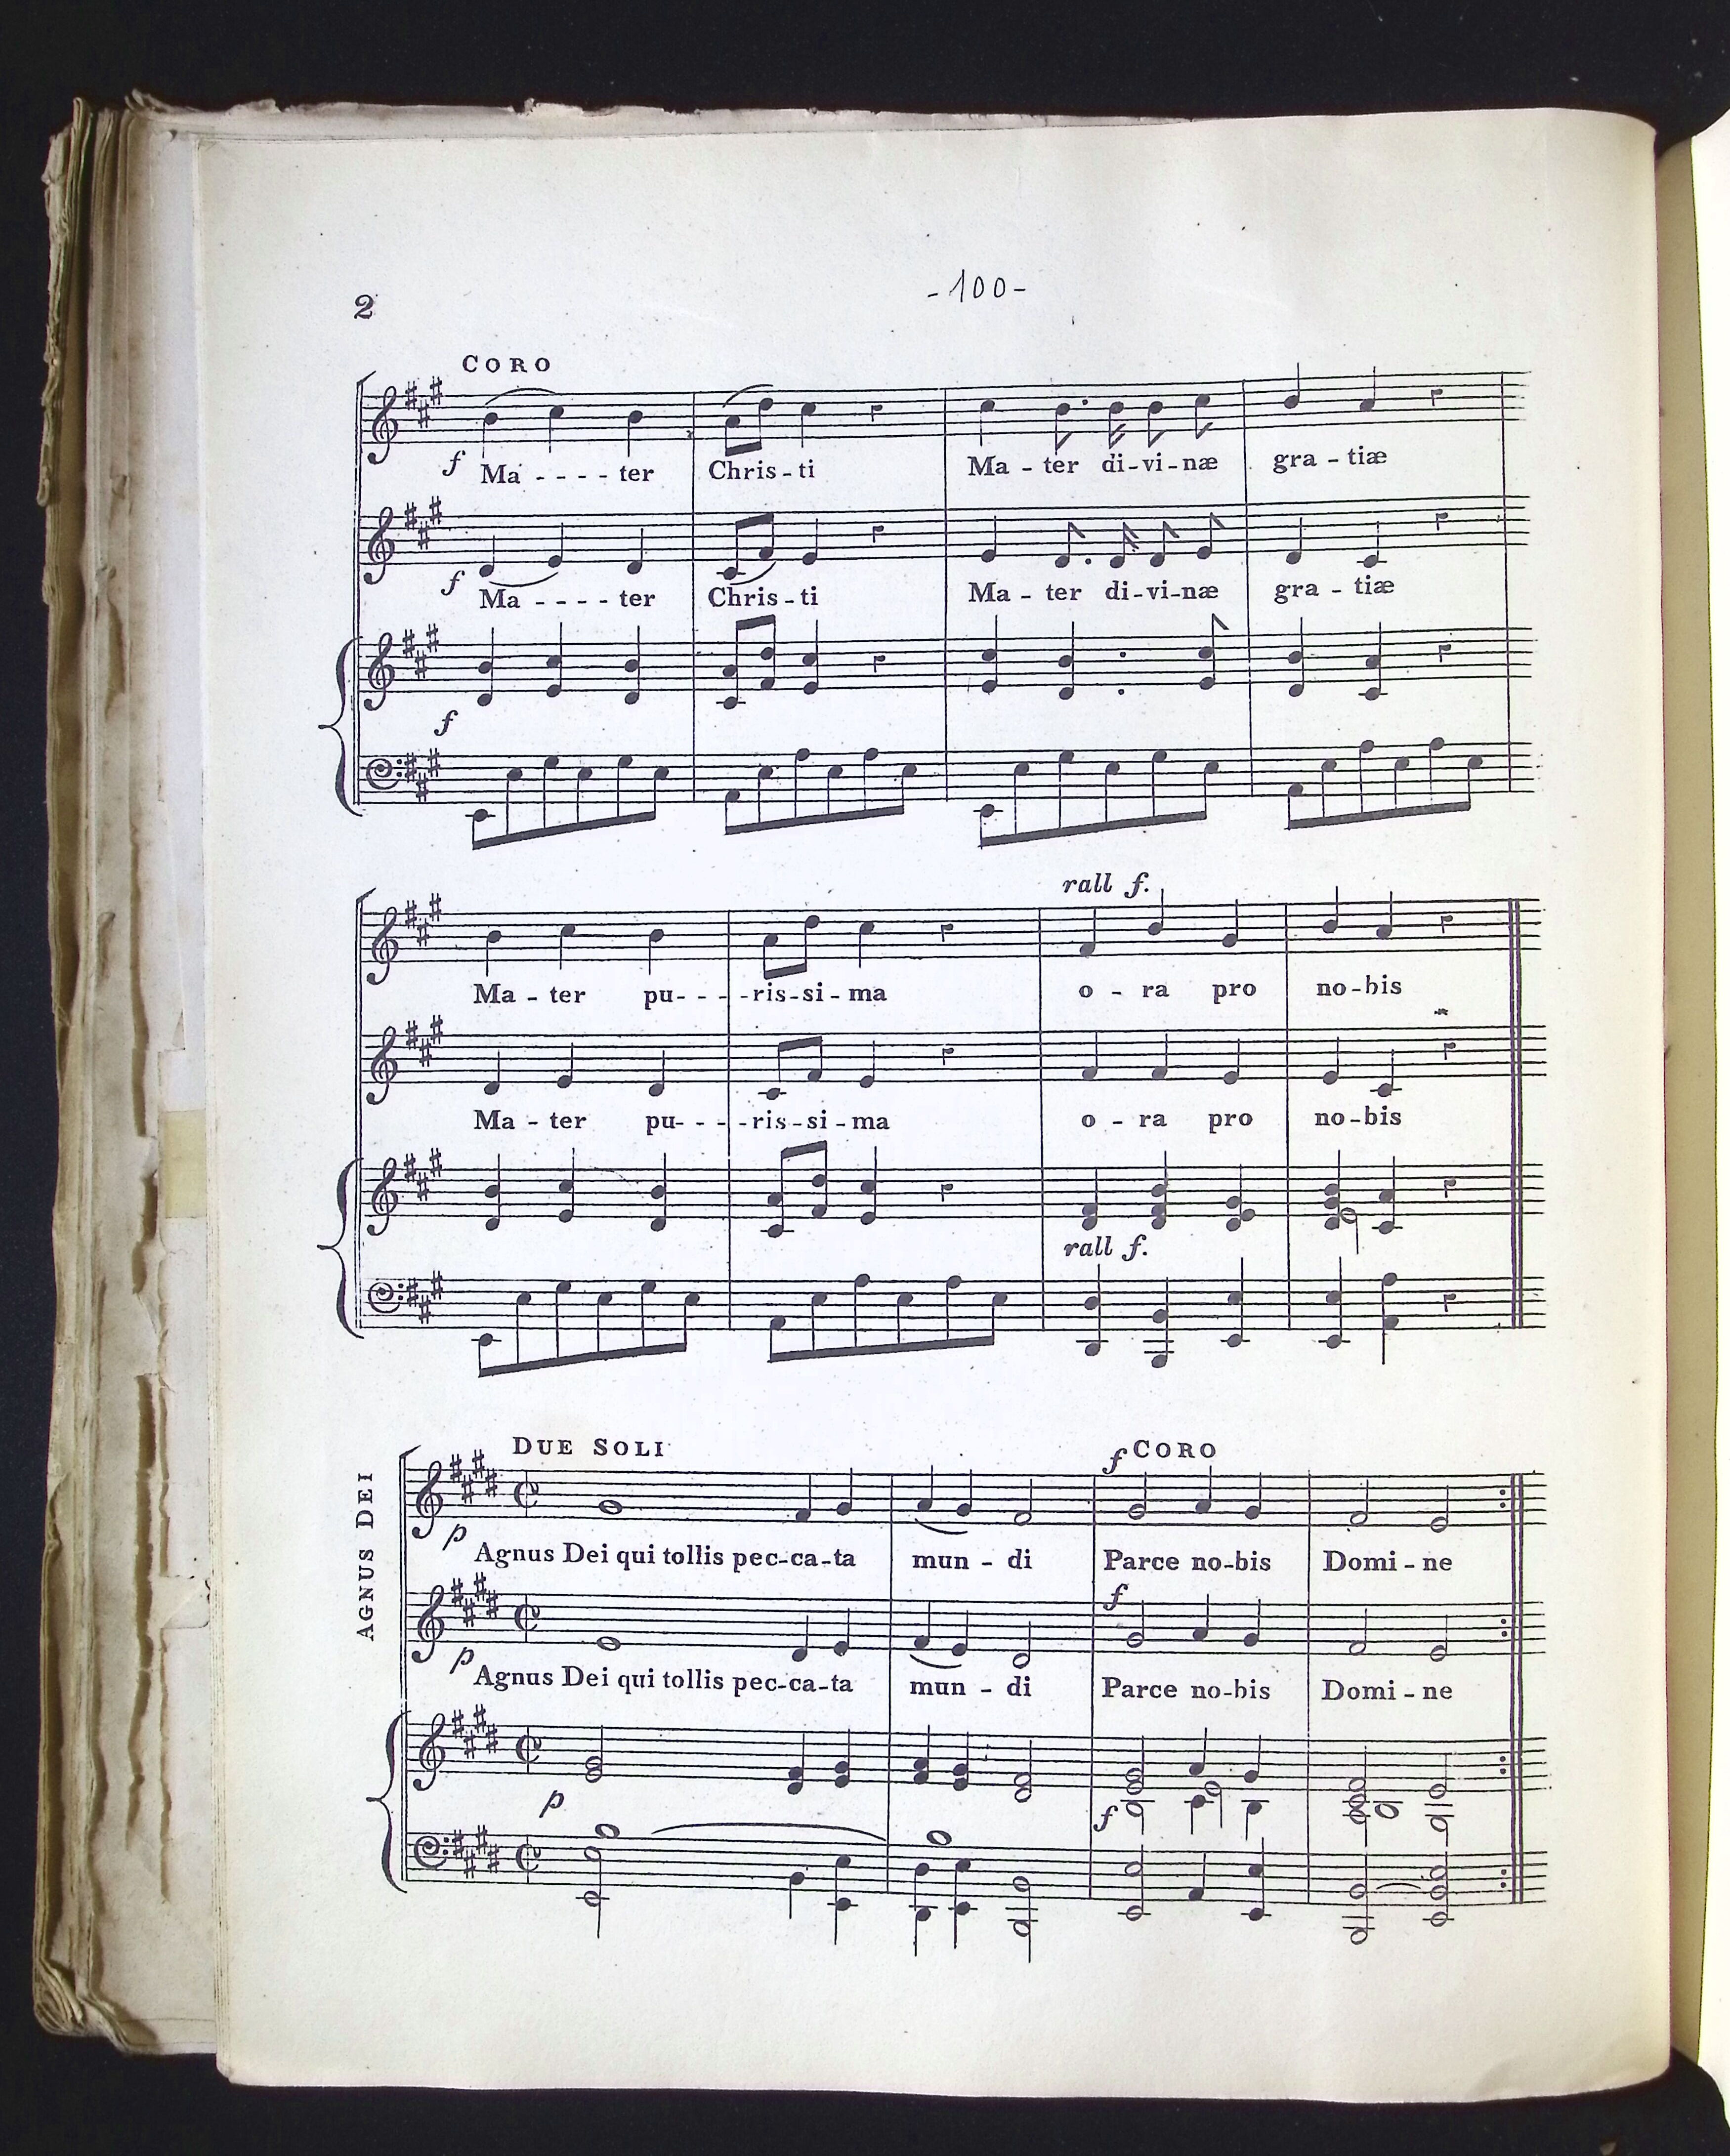 2
-100-
CORO
f Ma - - - - ter Chris - ti Ma - ter di - vi - næ gra - tiæ
f Ma - - - - ter Chris - ti Ma - ter di - vi - næ gra - tiæ
f
rall f.
Ma - ter pu - - - - ris - si - ma o - ra pro no - bis
Ma - ter pu - - - - ris - si - ma o - ra pro no - bis
rall f.
AGNUS DEI
DUE SOLI f CORO
p Agnus Dei qui tollis pec-ca-ta mun - di Parce no-bis Domi - ne
f
p Agnus Dei qui tollis pec-ca-ta mun - di Parce no-bis Domi - ne
p f